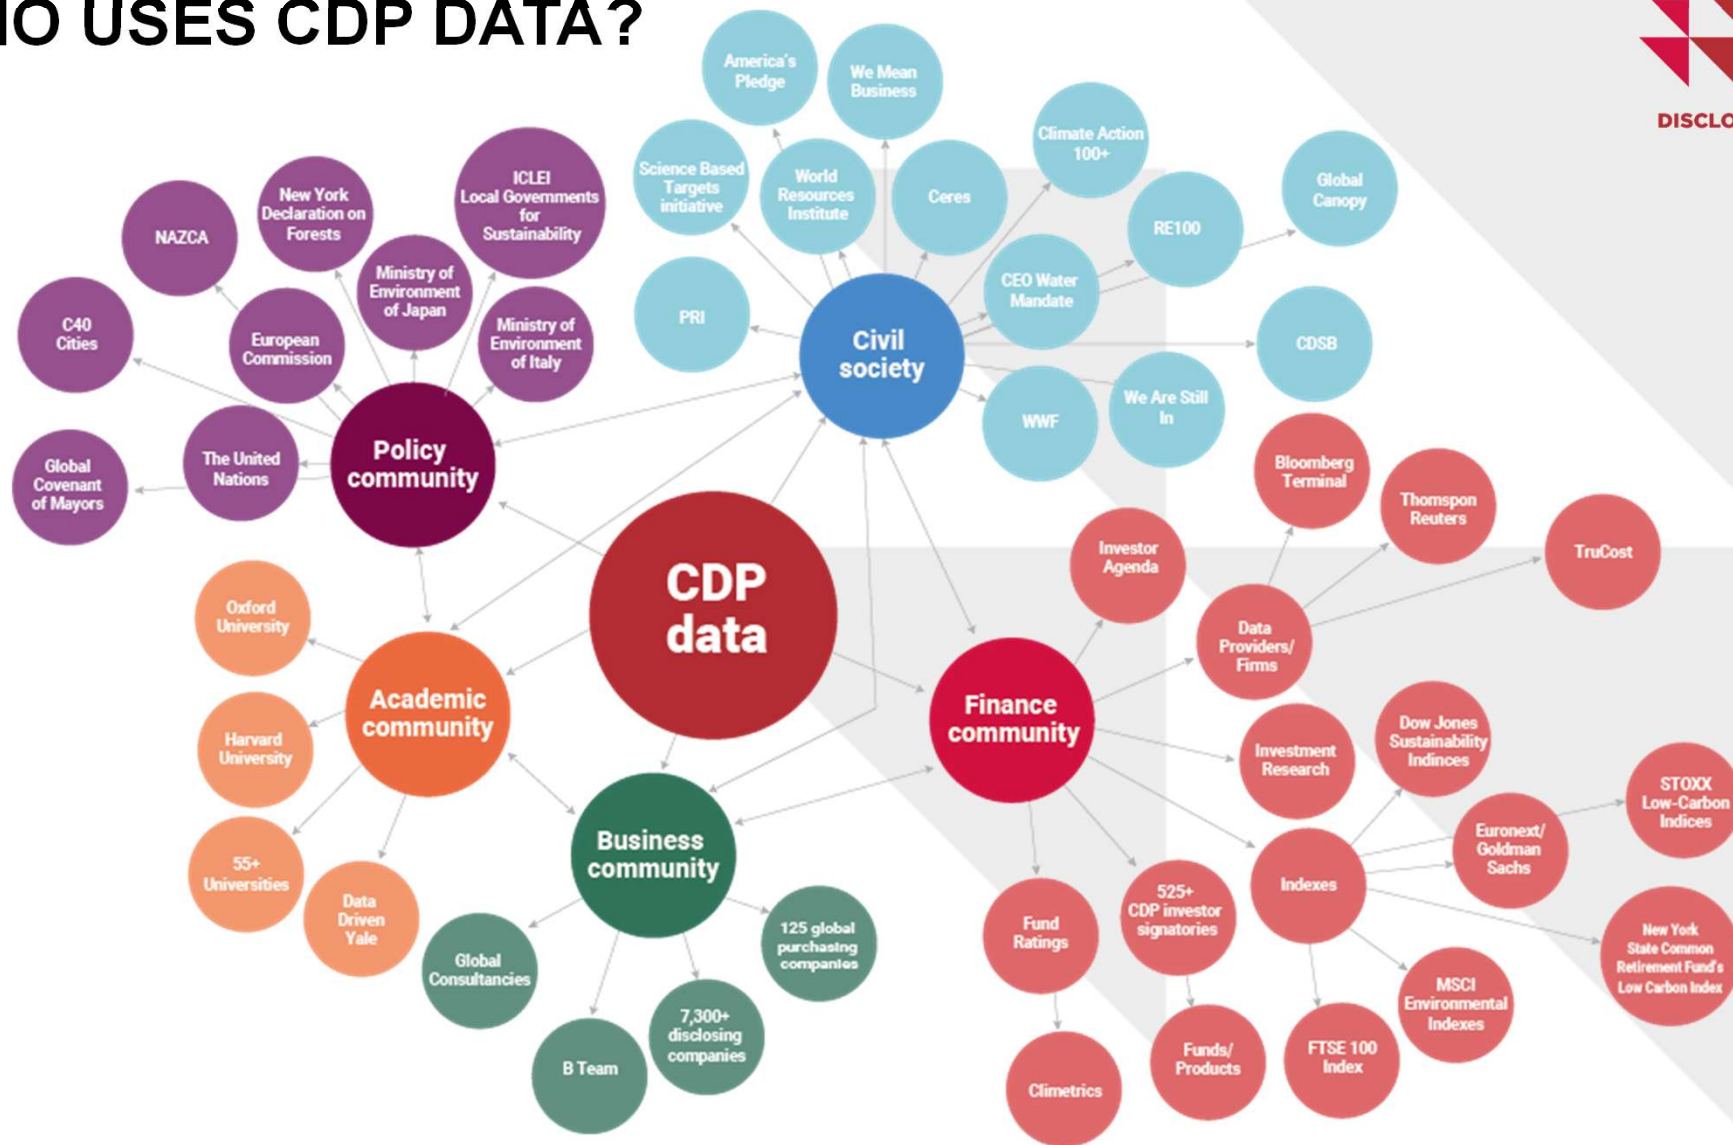 IO USES CDP DATA?
DISCLO
America's
Pledge
We Mean
Business
Climate Action
100+
Science Based
Targets
initiative
World
Resources
Institute
Ceres
RE100
Global
Canopy
PRI
CEO Water
Mandate
CDSB
Civil
society
WWF
We Are Still
In
ICLEI
Local Governments
for
Sustainability
New York
Declaration on
Forests
NAZCA
Ministry of
Environment
of Japan
C40
Cities
European
Commission
Ministry of
Environment
of Italy
Policy
community
The United
Nations
Global
Covenant
of Mayors
CDP
data
Oxford
University
Academic
community
Harvard
University
55+
Universities
Data
Driven
Yale
Business
community
Global
Consultancies
B Team
7,300+
disclosing
companies
125 global
purchasing
companies
Finance
community
Investor
Agenda
Data
Providers/
Firms
Bloomberg
Terminal
Thomspon
Reuters
TruCost
Investment
Research
Dow Jones
Sustainability
Indinces
STOXX
Low-Carbon
Indices
Euronext/
Goldman
Sachs
Indexes
New York
State Common
Retirement Fund's
Low Carbon Index
MSCI
Environmental
Indexes
FTSE 100
Index
525+
CDP investor
signatories
Funds/
Products
Fund
Ratings
Climetrics